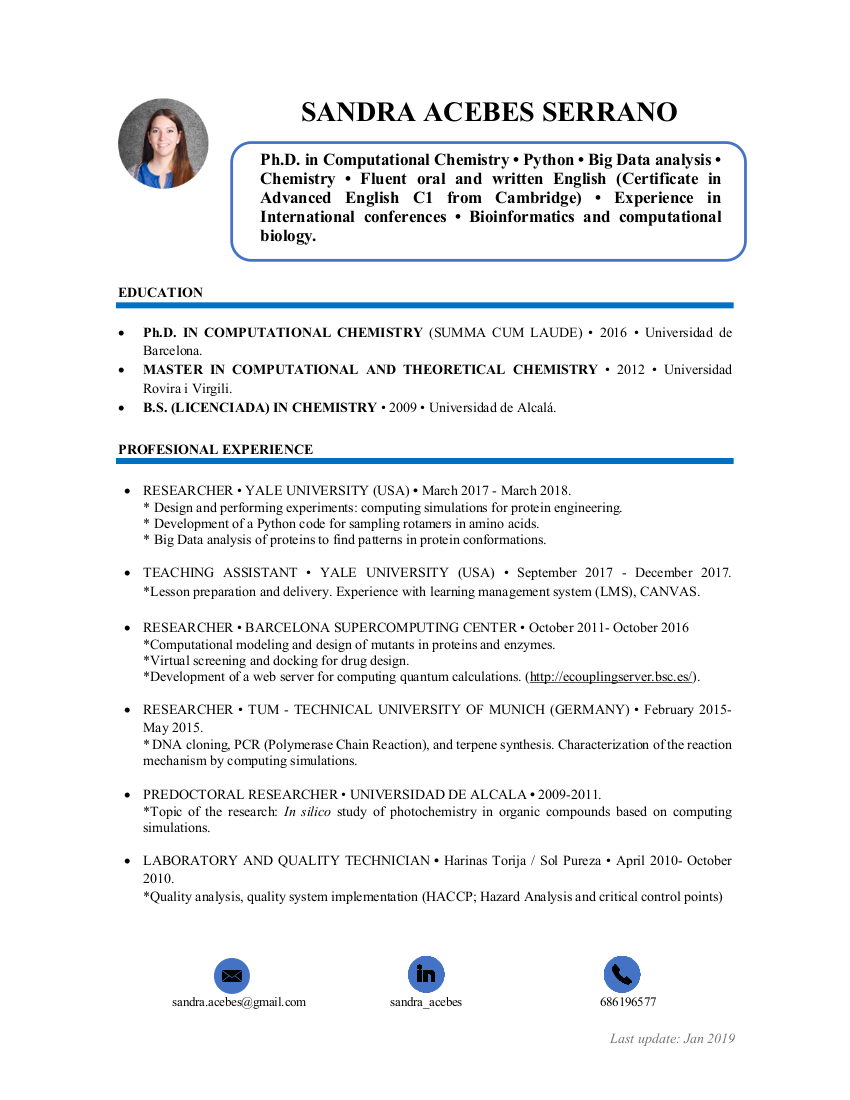 SANDRA ACEBES SERRANO
Ph.D. in Computational Chemistry • Python • Big Data analysis •
Chemistry • Fluent oral and written English (Certificate in
Advanced English C1 from Cambridge) • Experience in
International conferences • Bioinformatics and computational
biology.
EDUCATION
• Ph.D. IN COMPUTATIONAL CHEMISTRY (SUMMA CUM LAUDE) • 2016 • Universidad de
Barcelona.
• MASTER IN COMPUTATIONAL AND THEORETICAL CHEMISTRY • 2012 • Universidad
Rovira i Virgili.
• B.S. (LICENCIADA) IN CHEMISTRY • 2009 • Universidad de Alcalá.
PROFESIONAL EXPERIENCE
• RESEARCHER • YALE UNIVERSITY (USA) • March 2017 - March 2018.
* Design and performing experiments: computing simulations for protein engineering.
* Development of a Python code for sampling rotamers in amino acids.
* Big Data analysis of proteins to find patterns in protein conformations.
• TEACHING ASSISTANT • YALE UNIVERSITY (USA) • September 2017 - December 2017.
*Lesson preparation and delivery. Experience with learning management system (LMS), CANVAS.
• RESEARCHER • BARCELONA SUPERCOMPUTING CENTER • October 2011- October 2016
*Computational modeling and design of mutants in proteins and enzymes.
*Virtual screening and docking for drug design.
*Development of a web server for computing quantum calculations. (http://ecouplingserver.bsc.es/).
• RESEARCHER • TUM - TECHNICAL UNIVERSITY OF MUNICH (GERMANY) • February 2015-
May 2015.
* DNA cloning, PCR (Polymerase Chain Reaction), and terpene synthesis. Characterization of the reaction
mechanism by computing simulations.
• PREDOCTORAL RESEARCHER • UNIVERSIDAD DE ALCALA • 2009-2011.
*Topic of the research: In silico study of photochemistry in organic compounds based on computing
simulations.
• LABORATORY AND QUALITY TECHNICIAN • Harinas Torija / Sol Pureza • April 2010- October
2010.
*Quality analysis, quality system implementation (HACCP; Hazard Analysis and critical control points)
in
sandra.acebes@gmail.com sandra_acebes 686196577
Last update: Jan 2019